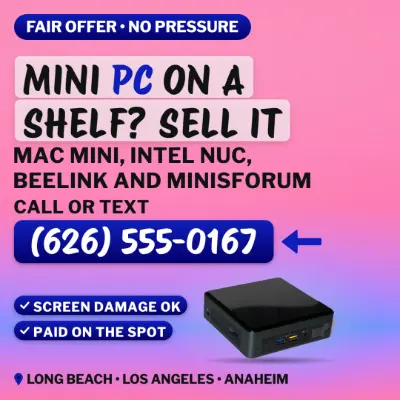 FAIR OFFER • NO PRESSURE
MINI PC ON A
SHELF? SELL IT
MAC MINI, INTEL NUC,
BEELINK AND MINISFORUM
CALL OR TEXT
(626) 555-0167
SCREEN DAMAGE OK
PAID ON THE SPOT
LONG BEACH • LOS ANGELES • ANAHEIM